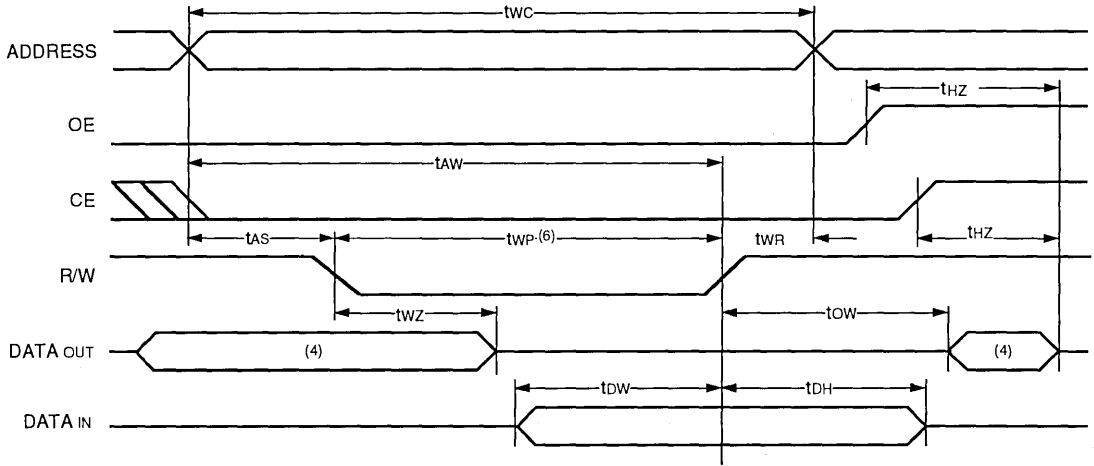 tWC
ADDRESS
tHZ
OE
tAW
CE
tAS
tWP (6)
tWR
tHZ
R/W
tWZ
tOW
DATA OUT
(4)
(4)
tDW
tDH
DATA IN